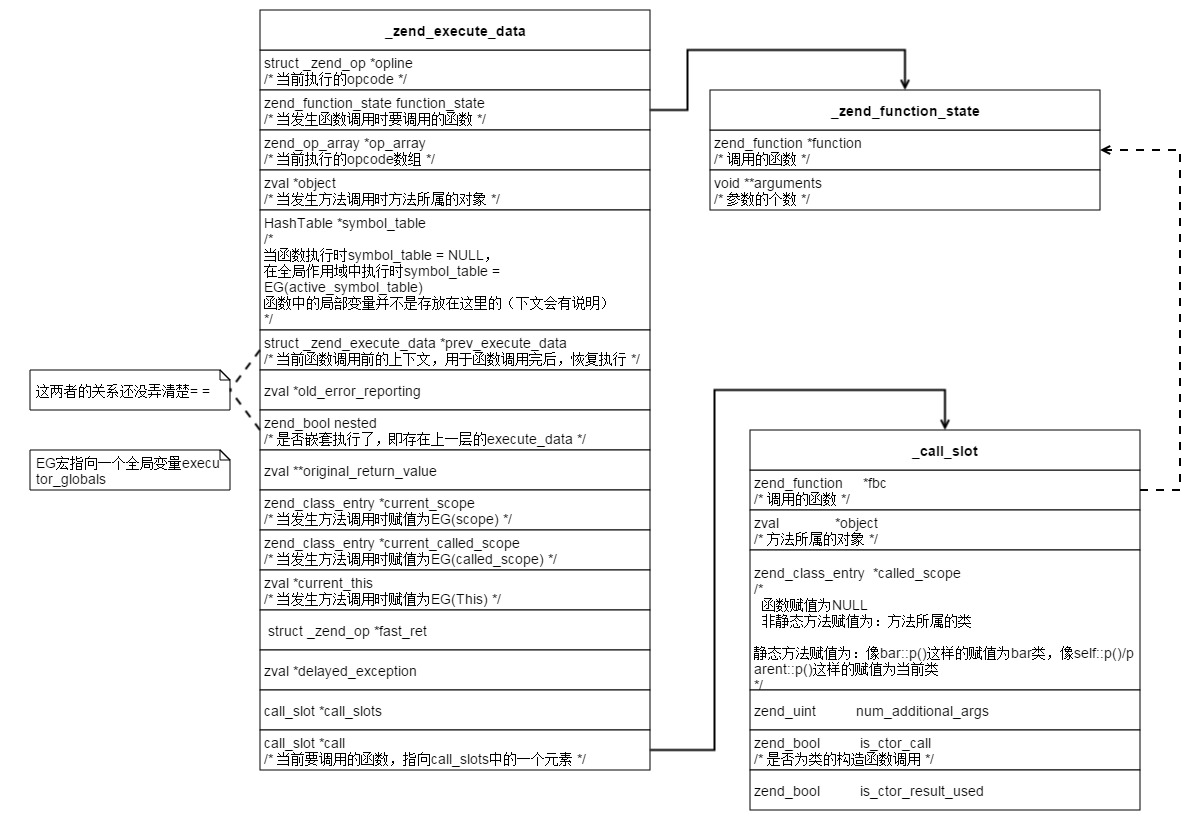 _zend_execute_data
struct _zend_op *opline
/* 当前执行的opcode */
zend_function_state function_state
/* 当发生函数调用时要调用的函数 */
zend_op_array *op_array
/* 当前执行的opcode数组 */
zval *object
/* 当发生方法调用时方法所属的对象 */
HashTable *symbol_table
/*
当函数执行时symbol_table = NULL，
在全局作用域中执行时symbol_table =
EG(active_symbol_table)
函数中的局部变量并不是存放在这里的（下文会有说明）
*/
struct _zend_execute_data *prev_execute_data
/* 当前函数调用前的上下文，用于函数调用完后，恢复执行 */
zval *old_error_reporting
zend_bool nested
/* 是否嵌套执行了，即存在上一层的execute_data */
zval **original_return_value
zend_class_entry *current_scope
/* 当发生方法调用时赋值为EG(scope) */
zend_class_entry *current_called_scope
/* 当发生方法调用时赋值为EG(called_scope) */
zval *current_this
/* 当发生方法调用时赋值为EG(This) */
struct _zend_op *fast_ret
zval *delayed_exception
call_slot *call_slots
call_slot *call
/* 当前要调用的函数，指向call_slots中的一个元素 */
这两者的关系还没弄清楚= =
EG宏指向一个全局变量execu
tor_globals
_zend_function_state
zend_function *function
/* 调用的函数 */
void **arguments
/* 参数的个数 */
_call_slot
zend_function *fbc
/* 调用的函数 */
zval *object
/* 方法所属的对象 */
zend_class_entry *called_scope
/*
函数赋值为NULL
非静态方法赋值为：方法所属的类
静态方法赋值为：像bar::p()这样的赋值为bar类，像self::p()/p
arent::p()这样的赋值为当前类
*/
zend_uint num_additional_args
zend_bool is_ctor_call
/* 是否为类的构造函数调用 */
zend_bool is_ctor_result_used